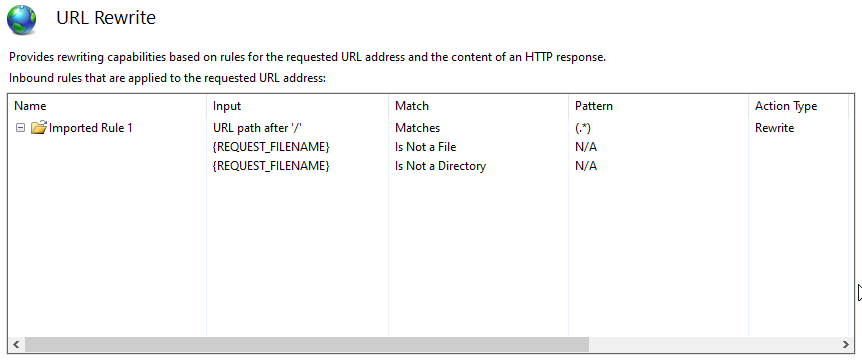 URL Rewrite
Provides rewriting capabilities based on rules for the requested URL address and the content of an HTTP response.
Inbound rules that are applied to the requested URL address:
Name Input Match Pattern Action Type
Imported Rule 1 URL path after '/' Matches (.*) Rewrite
{REQUEST_FILENAME} Is Not a File N/A
{REQUEST_FILENAME} Is Not a Directory N/A